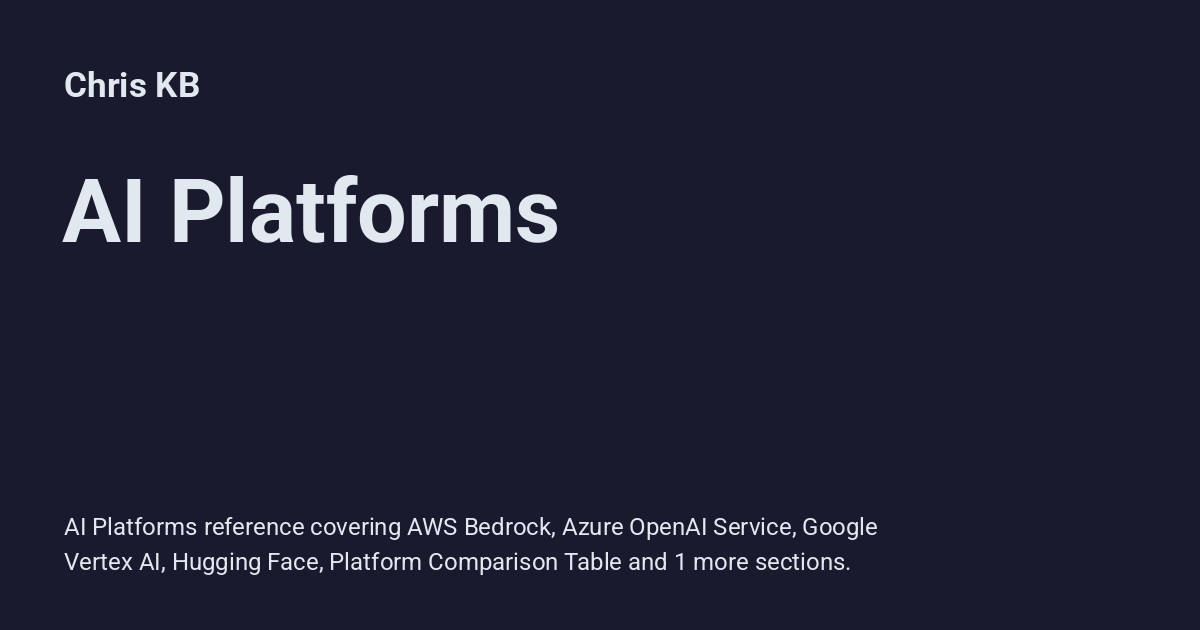 Chris KB
AI Platforms
AI Platforms reference covering AWS Bedrock, Azure OpenAI Service, Google
Vertex AI, Hugging Face, Platform Comparison Table and 1 more sections.